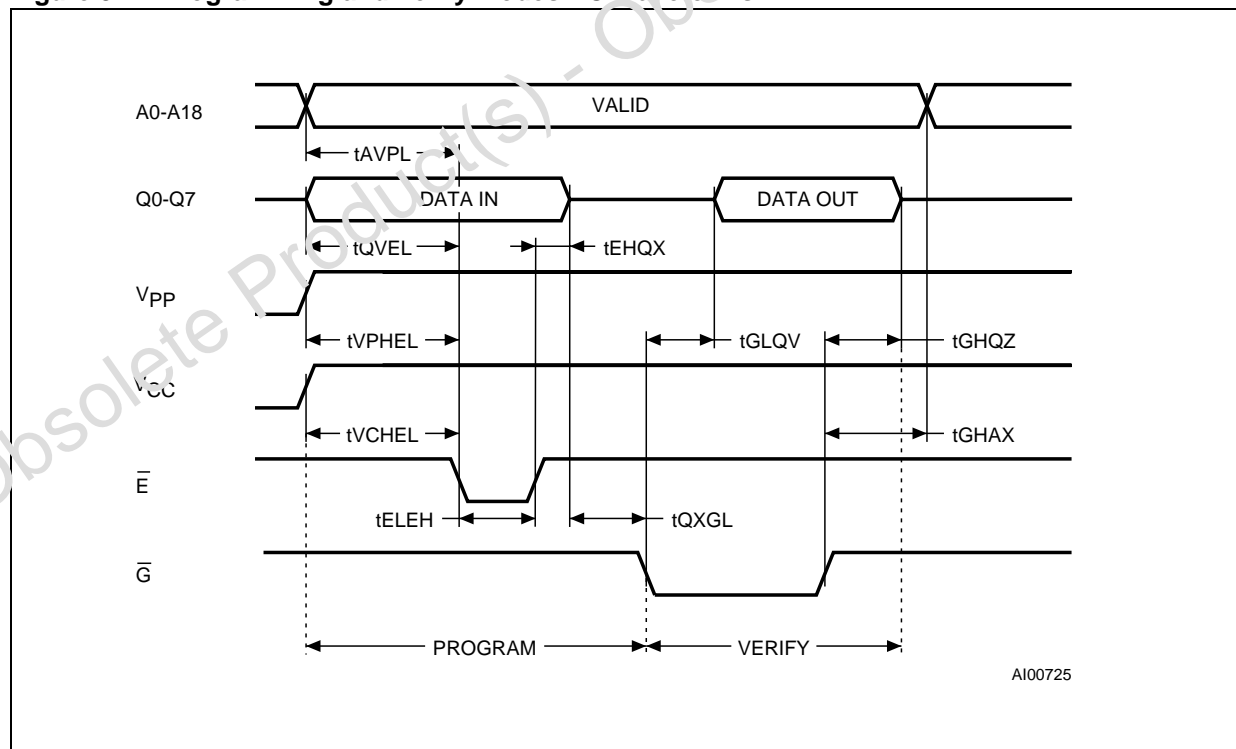 A0-A18
VALID
tAVPL
Q0-Q7
DATA IN
DATA OUT
tQVEL
tEHQX
VPP
tVPHEL
tGLQV
tGHQZ
VCC
tVCHEL
tGHAX
E
tELEH
tQXGL
G
PROGRAM
VERIFY
AI00725
Obsolete Product(s) -